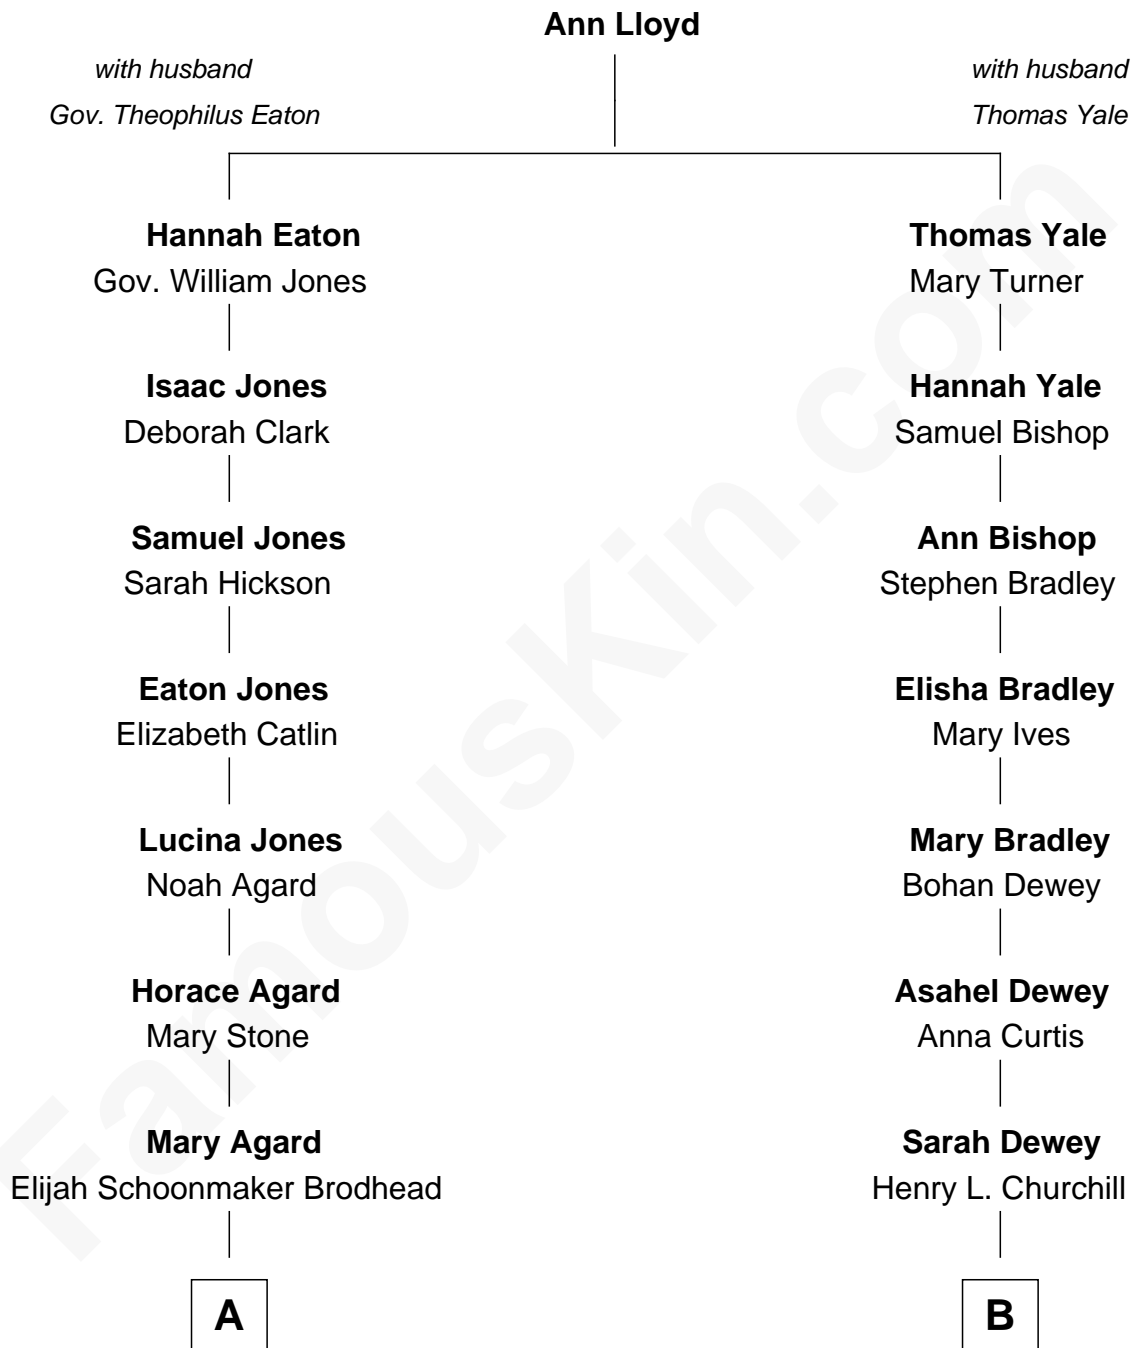 Ann Lloyd
with husband
Gov. Theophilus Eaton
with husband
Thomas Yale
Hannah Eaton
Gov. William Jones
Thomas Yale
Mary Turner
Isaac Jones
Deborah Clark
Hannah Yale
Samuel Bishop
Samuel Jones
Sarah Hickson
Ann Bishop
Stephen Bradley
Eaton Jones
Elizabeth Catlin
Elisha Bradley
Mary Ives
Lucina Jones
Noah Agard
Mary Bradley
Bohan Dewey
Horace Agard
Mary Stone
Asahel Dewey
Anna Curtis
Mary Agard
Elijah Schoonmaker Brodhead
Sarah Dewey
Henry L. Churchill
A
B
FamousKin.com